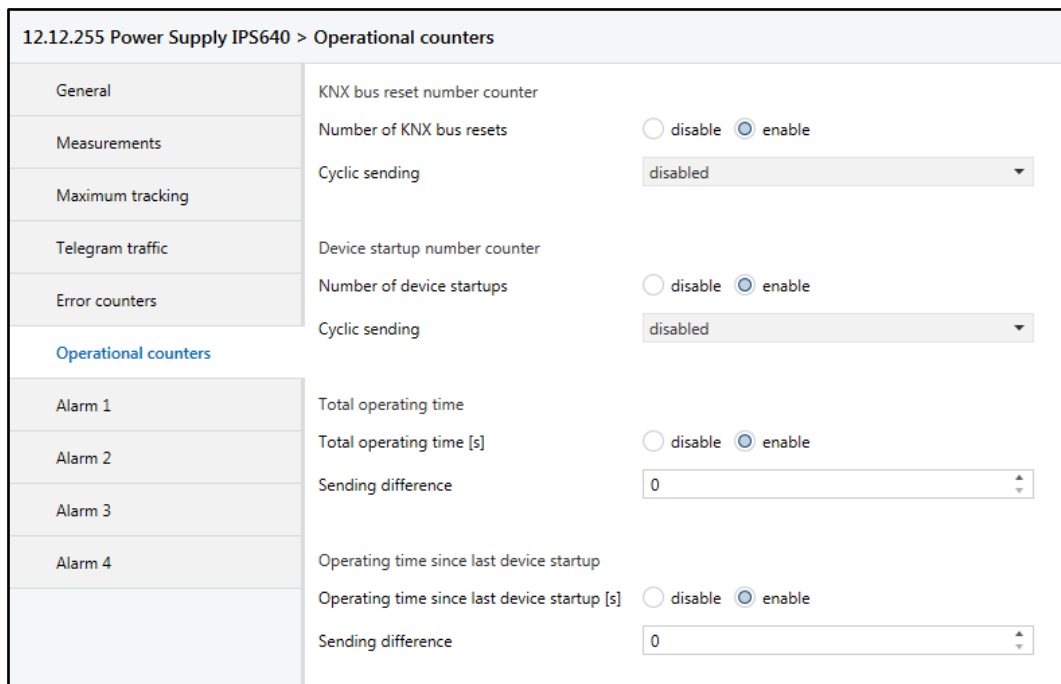 12.12.255 Power Supply IPS640 > Operational counters
General
Measurements
Maximum tracking
Telegram traffic
Error counters
Operational counters
Alarm 1
Alarm 2
Alarm 3
Alarm 4
KNX bus reset number counter
Number of KNX bus resets disable enable
Cyclic sending disabled
Device startup number counter
Number of device startups disable enable
Cyclic sending disabled
Total operating time
Total operating time [s] disable enable
Sending difference 0
Operating time since last device startup
Operating time since last device startup [s] disable enable
Sending difference 0